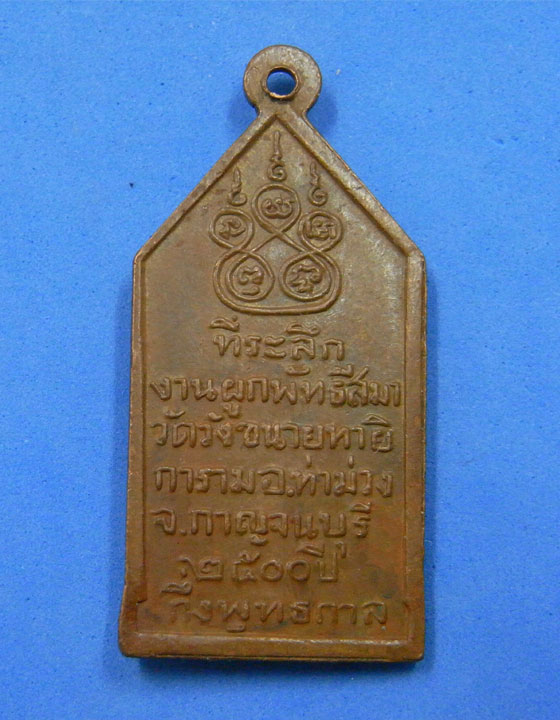 ที่ระลึก
งานผูกพัทธสีมา
วัดวังขนายทายิ
การามอ.ท่าม่วง
จ.กาญจนบุรี
๒๕๐๐ปี
กึ่งพุทธกาล